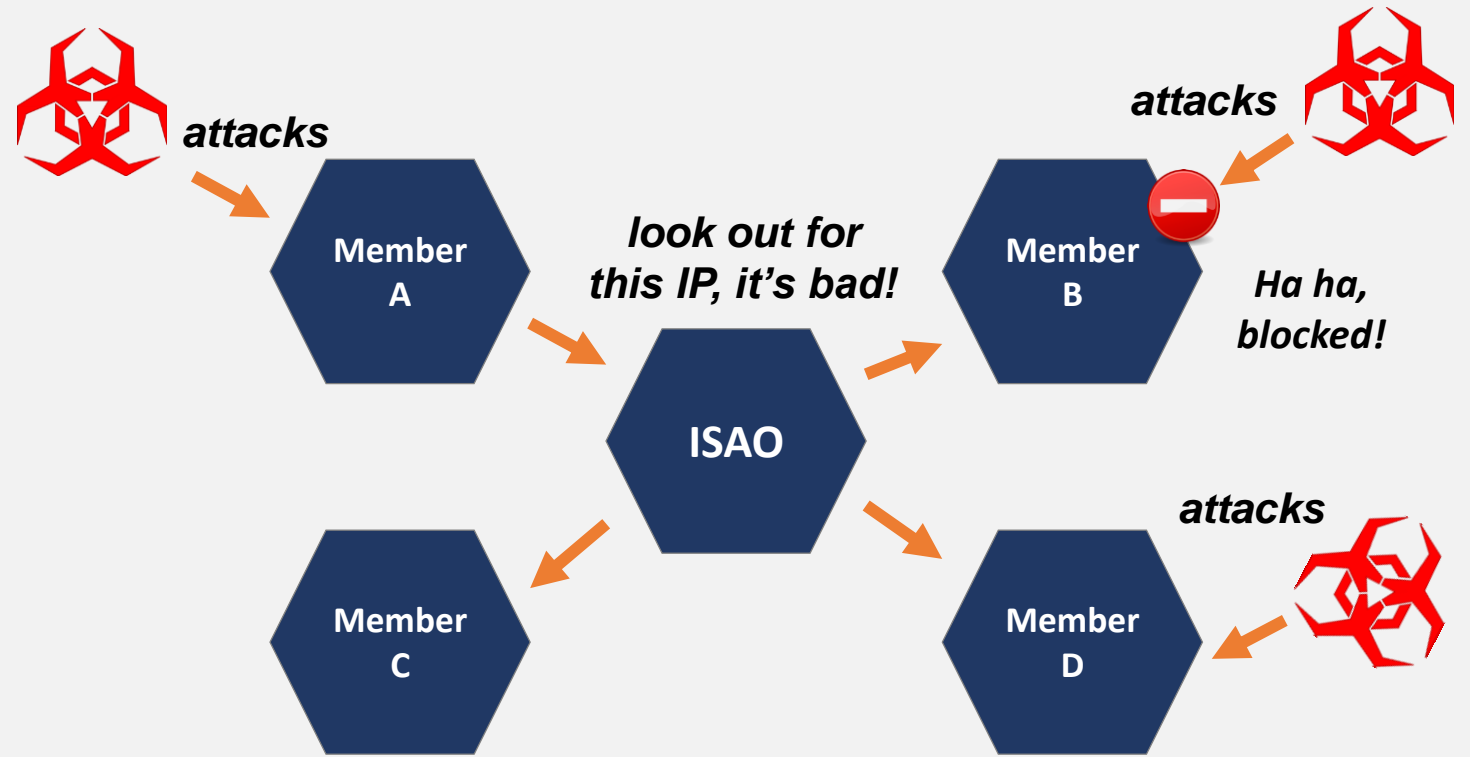 attacks
attacks
Member
A
look out for
this IP, it’s bad!
Member
B
Ha ha,
blocked!
ISAO
attacks
Member
C
Member
D